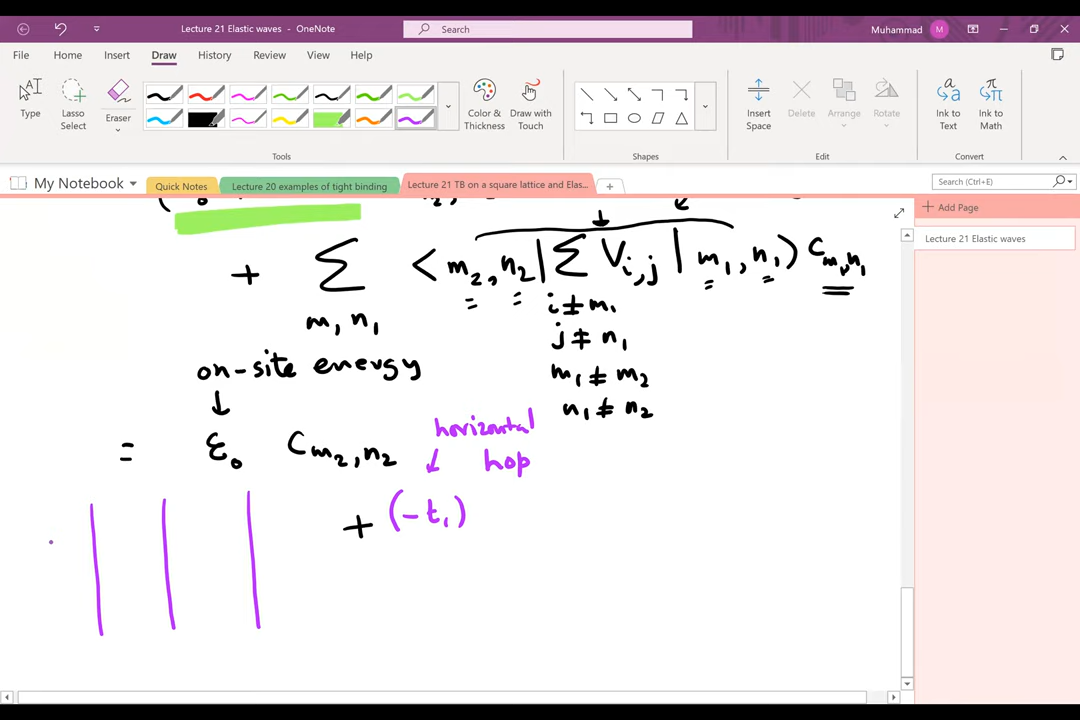 Lecture 21 Elastic waves - OneNote
Search
Muhammad M
File Home Insert Draw History Review View Help
Type
Lasso Select
Eraser
Color & Thickness
Draw with Touch
Insert Space
Delete
Arrange
Rotate
Ink to Text
Ink to Math
Tools
Shapes
Edit
Convert
My Notebook
Quick Notes
Lecture 20 examples of tight binding
Lecture 21 TB on a square lattice and Elas...
+
Search (Ctrl+E)
Add Page
Lecture 21 Elastic waves
+ Σ < m₂, n₂ | Σ Vᵢ,ⱼ | m₁, n₁ ) Cm₁n₁
m₁ n₁
i ≠ m₁
j ≠ n₁
m₁ ≠ m₂
n₁ ≠ n₂
on-site energy
↓
= ε₀ Cm₂,n₂
horizontal
↓ hop
+ (-t₁)